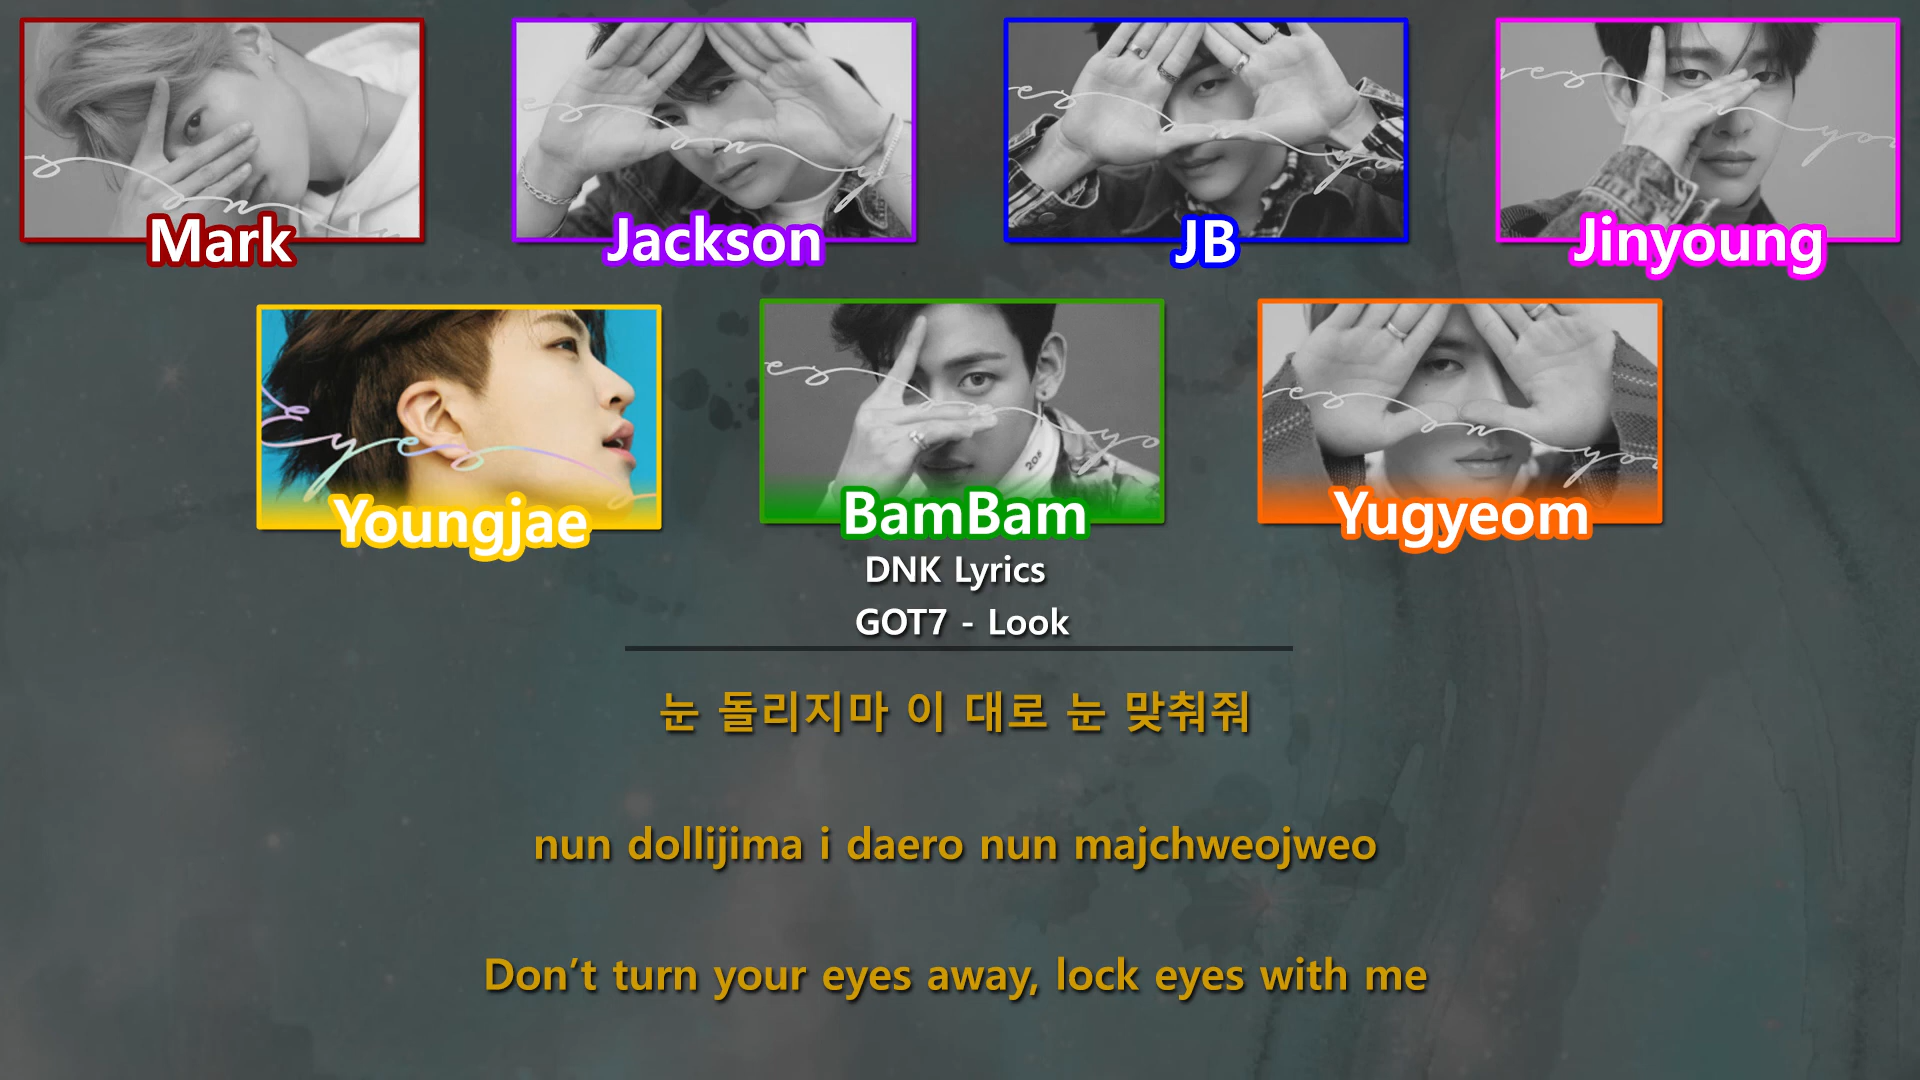 Mark
Jackson
JB
Jinyoung
Youngjae
BamBam
Yugyeom
DNK Lyrics
GOT7 - Look
눈 돌리지마 이 대로 눈 맞춰줘
nun dollijima i daero nun majchweojweo
Don’t turn your eyes away, lock eyes with me